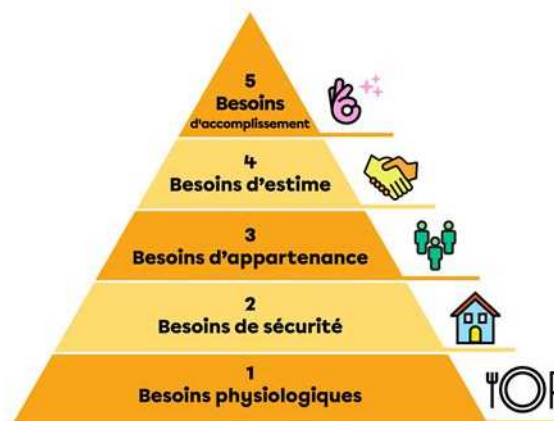 5
Besoins
d'accomplissement
4
Besoins d'estime
3
Besoins d'appartenance
2
Besoins de sécurité
1
Besoins physiologiques